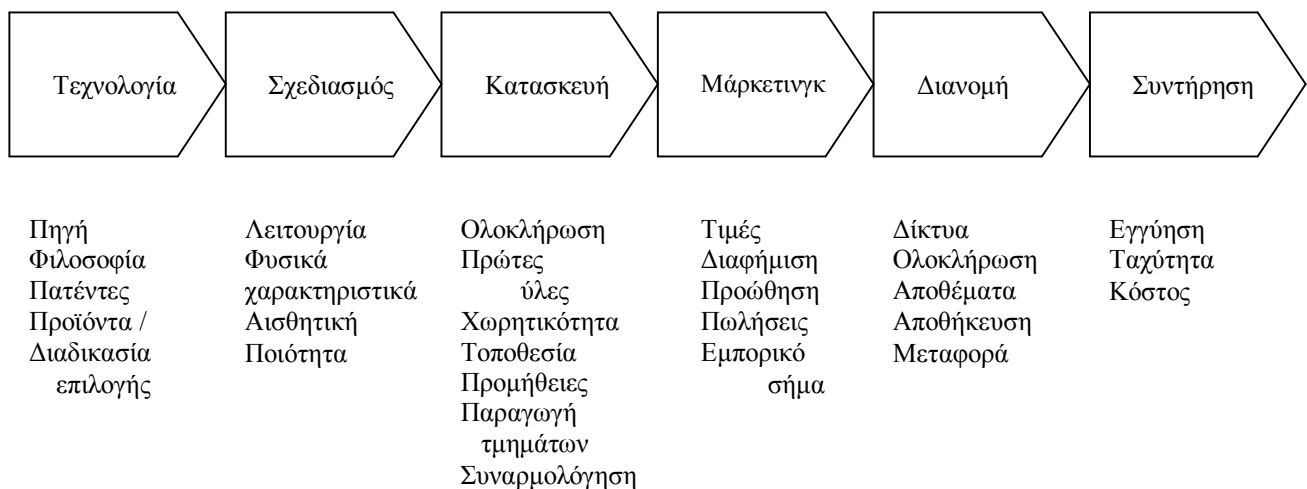 Τεχνολογία
Σχεδιασμός
Κατασκευή
Μάρκετινγκ
Διανομή
Συντήρηση
Πηγή
Φιλοσοφία
Πατέντες
Προϊόντα /
Διαδικασία
επιλογής
Λειτουργία
Φυσικά
χαρακτηριστικά
Αισθητική
Ποιότητα
Ολοκλήρωση
Πρώτες
ύλες
Χωρητικότητα
Τοποθεσία
Προμήθειες
Παραγωγή
τμημάτων
Συναρμολόγηση
Τιμές
Διαφήμιση
Προώθηση
Πωλήσεις
Εμπορικό
σήμα
Δίκτυα
Ολοκλήρωση
Αποθέματα
Αποθήκευση
Μεταφορά
Εγγύηση
Ταχύτητα
Κόστος